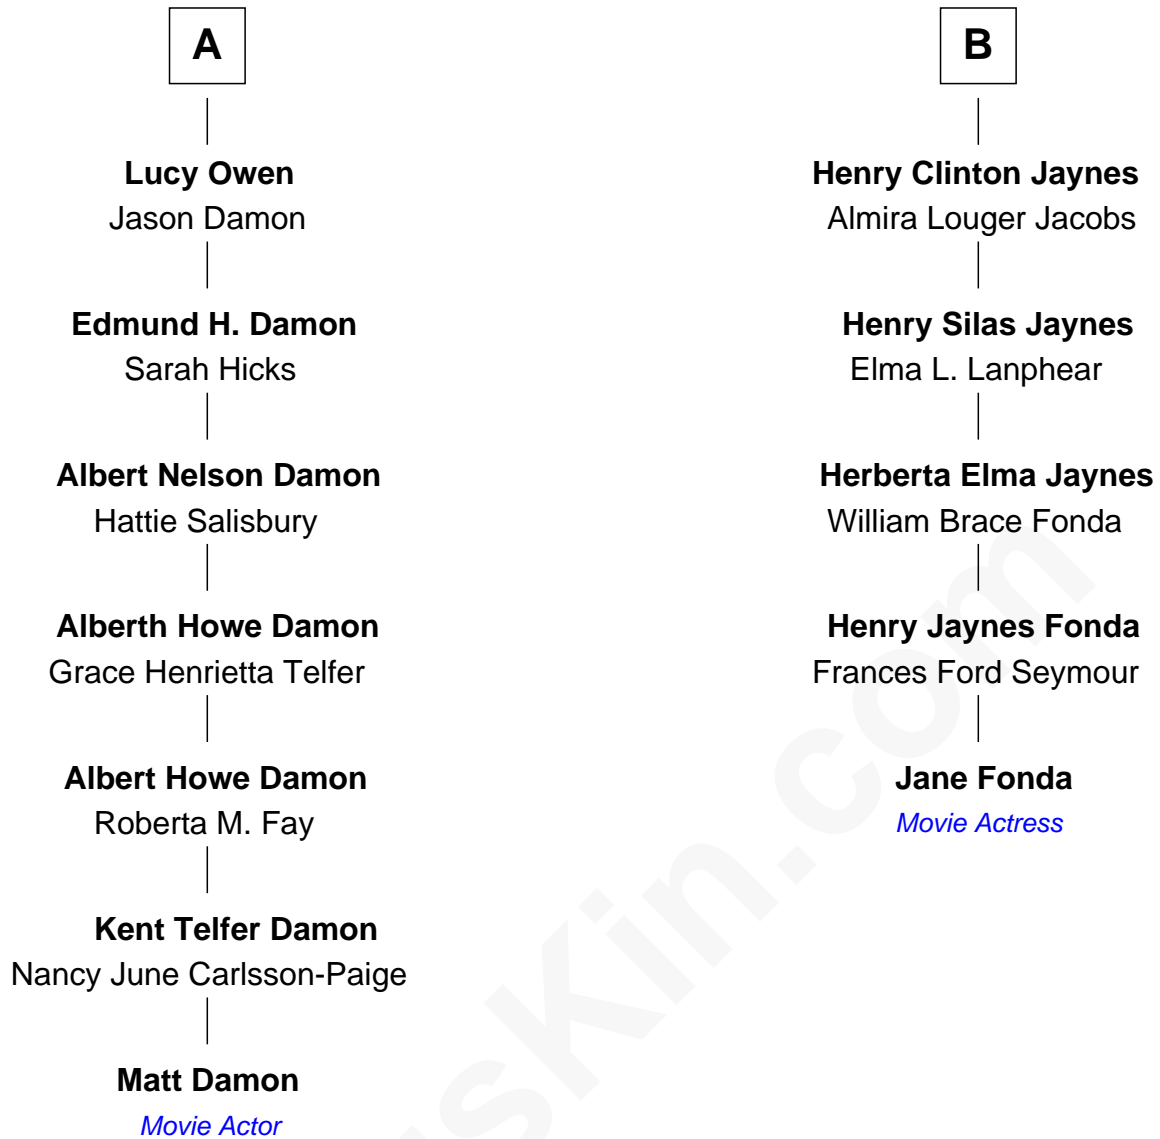 A
Lucy Owen
Jason Damon
Edmund H. Damon
Sarah Hicks
Albert Nelson Damon
Hattie Salisbury
Alberth Howe Damon
Grace Henrietta Telfer
Albert Howe Damon
Roberta M. Fay
Kent Telfer Damon
Nancy June Carlsson-Paige
Matt Damon
Movie Actor
B
Henry Clinton Jaynes
Almira Louger Jacobs
Henry Silas Jaynes
Elma L. Lanphear
Herberta Elma Jaynes
William Brace Fonda
Henry Jaynes Fonda
Frances Ford Seymour
Jane Fonda
Movie Actress